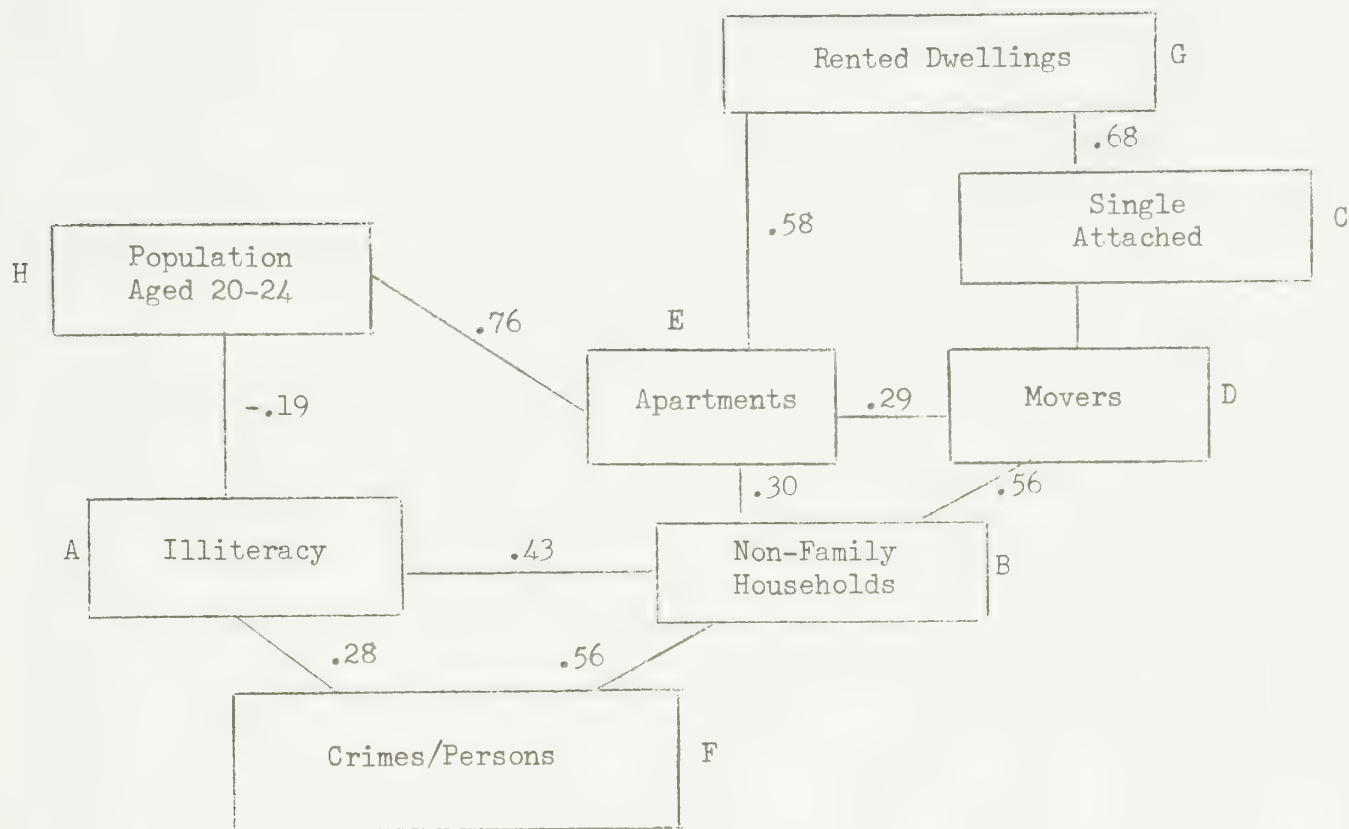 Rented Dwellings
G
.68
Single
Attached
C
.58
Population
Aged 20-24
H
.76
E
Apartments
.29
Movers
D
-.19
.30
.56
A
Illiteracy
.43
Non-Family
Households
B
.28
.56
Crimes/Persons
F